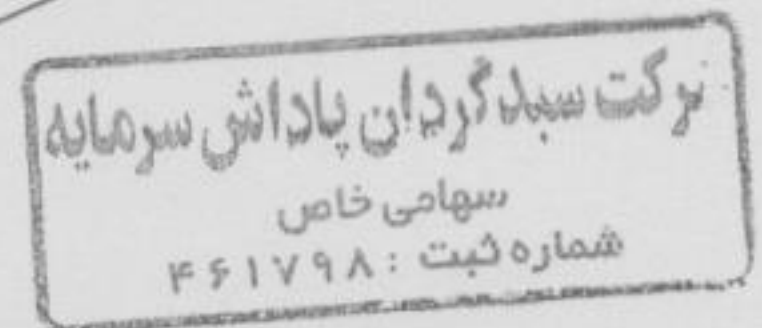 شرکت سبدگردان پاداش سرمایه
سهامی خاص
شماره ثبت : ۴۶۱۷۹۸